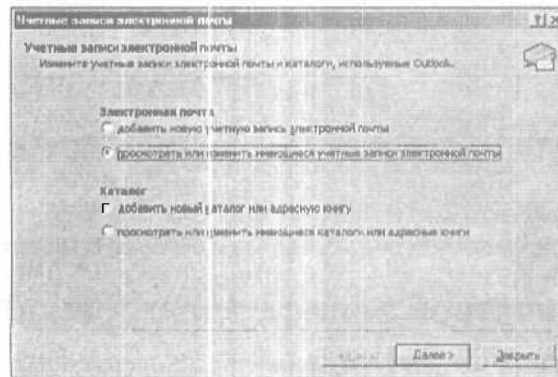 Учетные записи электронной почты
Учетные записи электронной почты
Измените учетные записи электронной почты и каталоги, используемые Outlook.
Электронная почта
добавить новую учетную запись электронной почты
просмотреть или изменить имеющиеся учетные записи электронной почты
Каталог
добавить новый каталог или адресную книгу
просмотреть или изменить имеющиеся каталоги или адресные книги
Далее > Закрыть